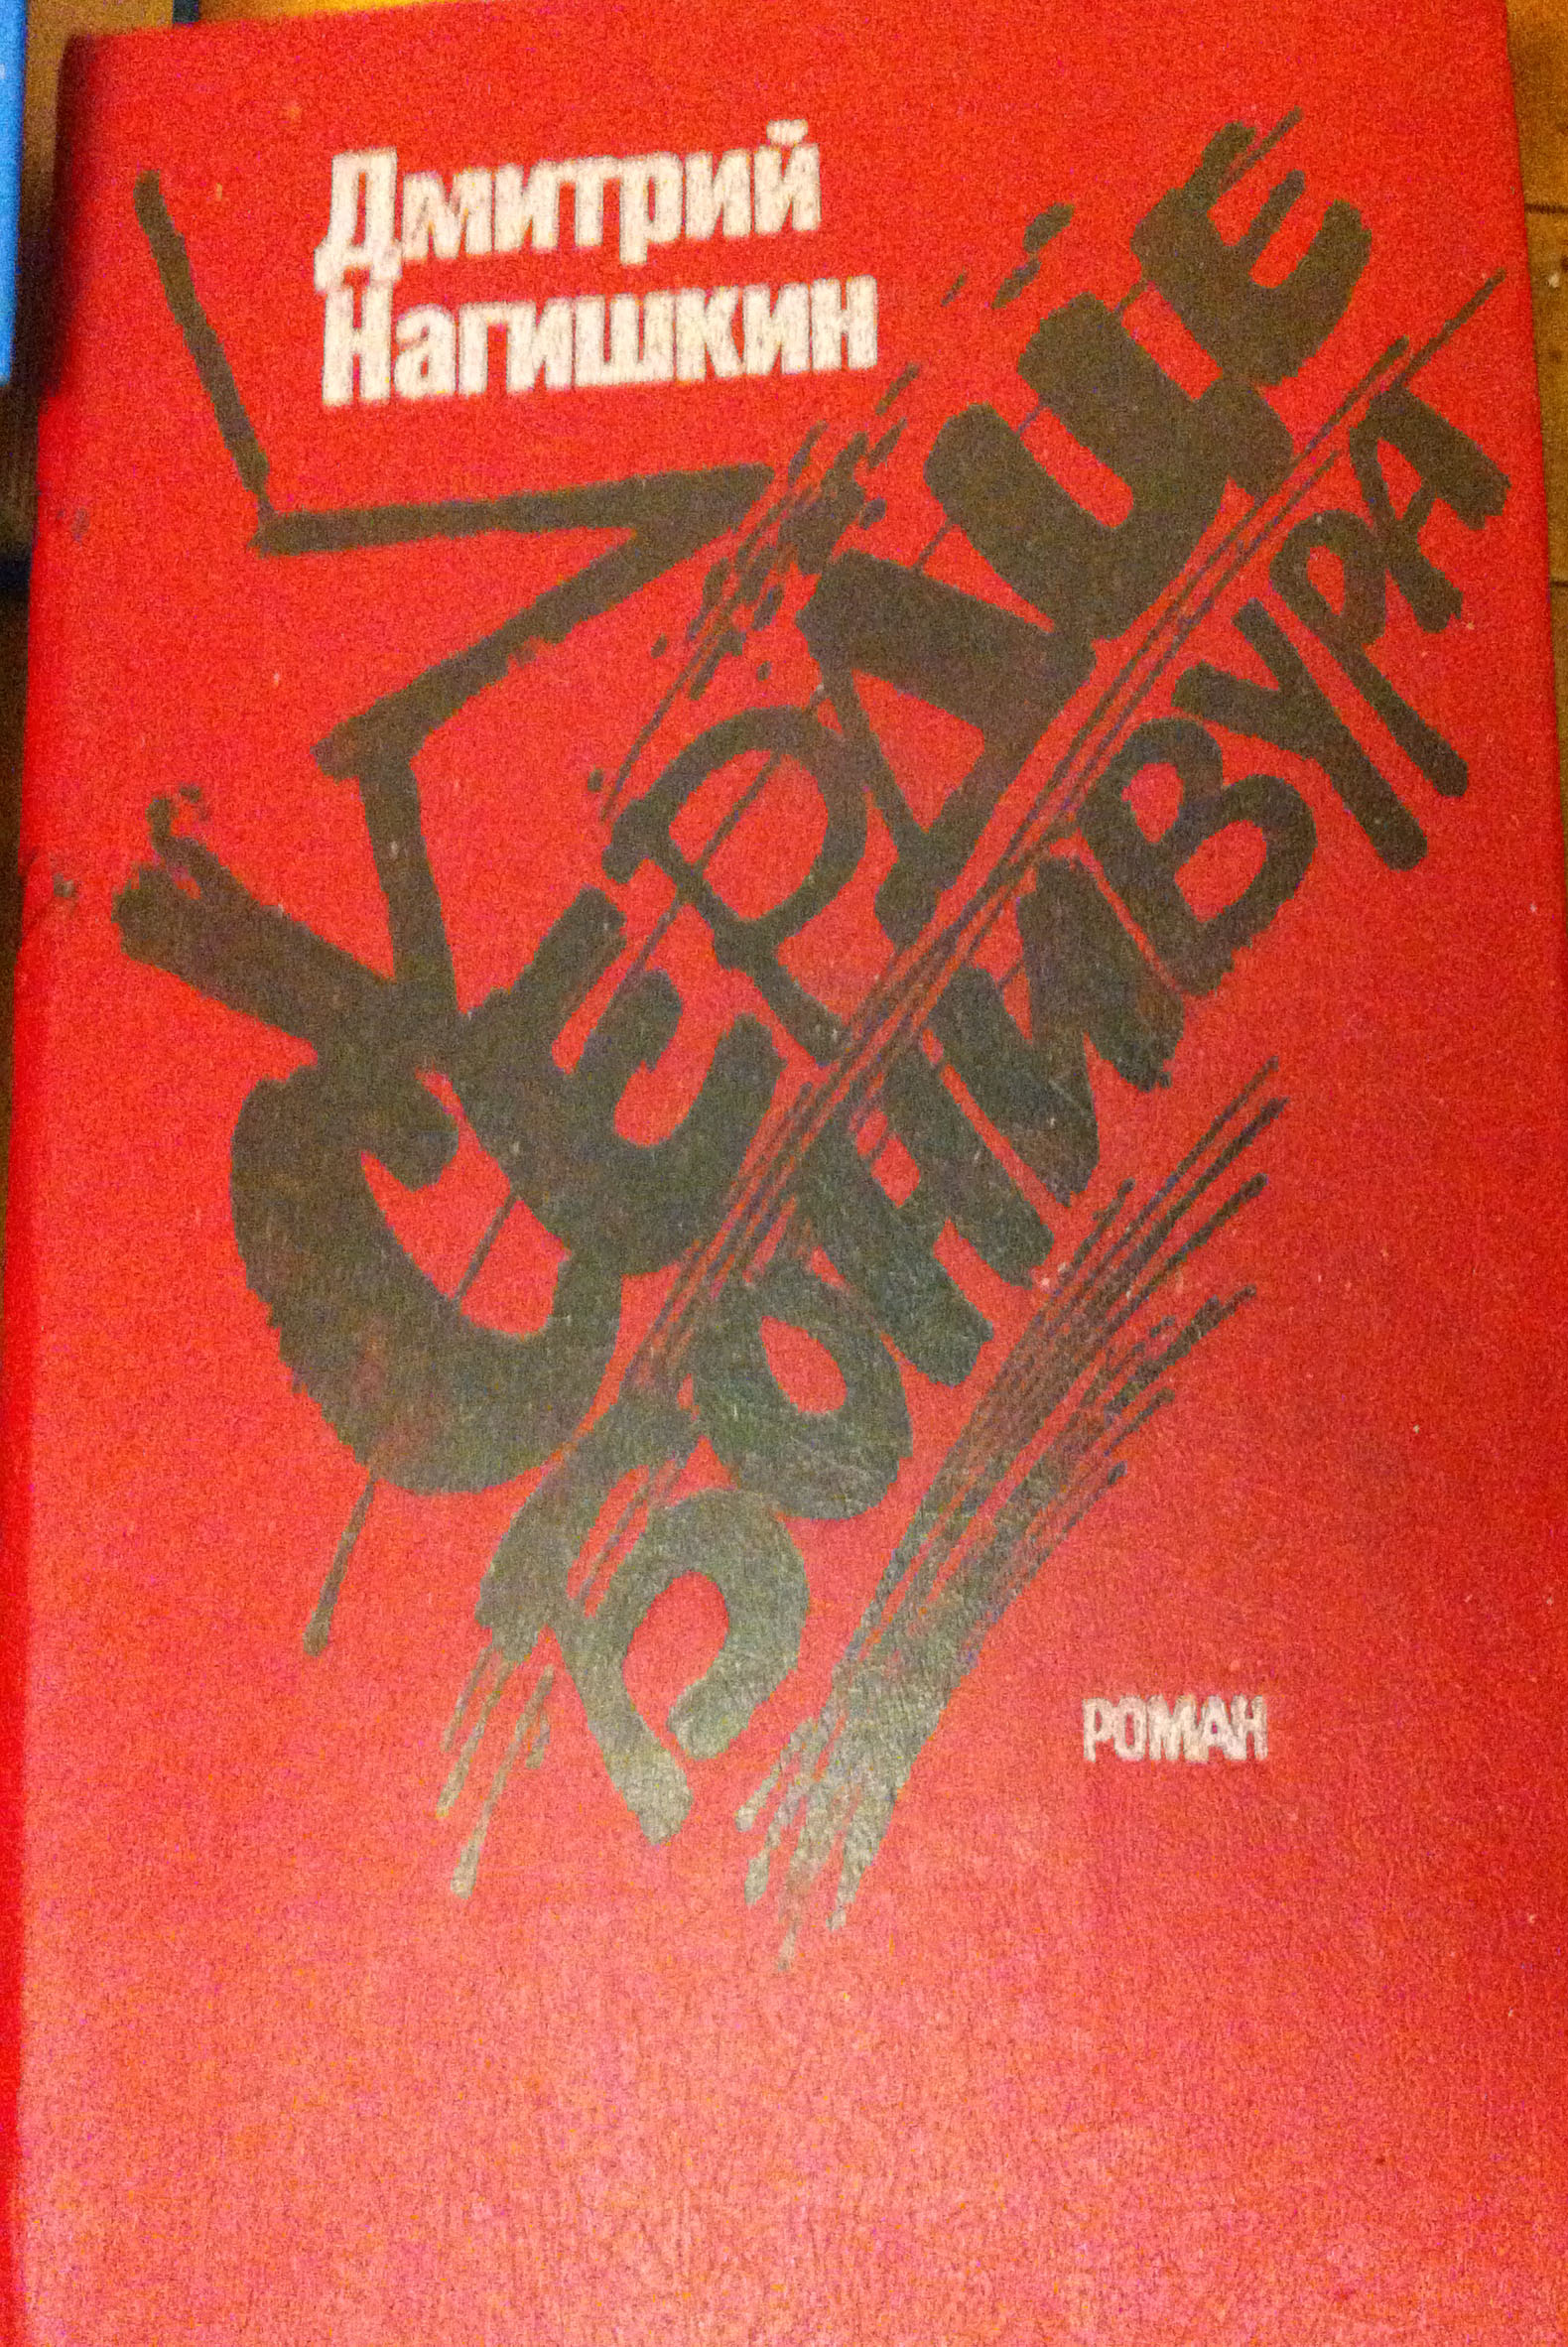 Дмитрий
Нагишкин
СЕРДЦЕ
БОНИВУРА
РОМАН